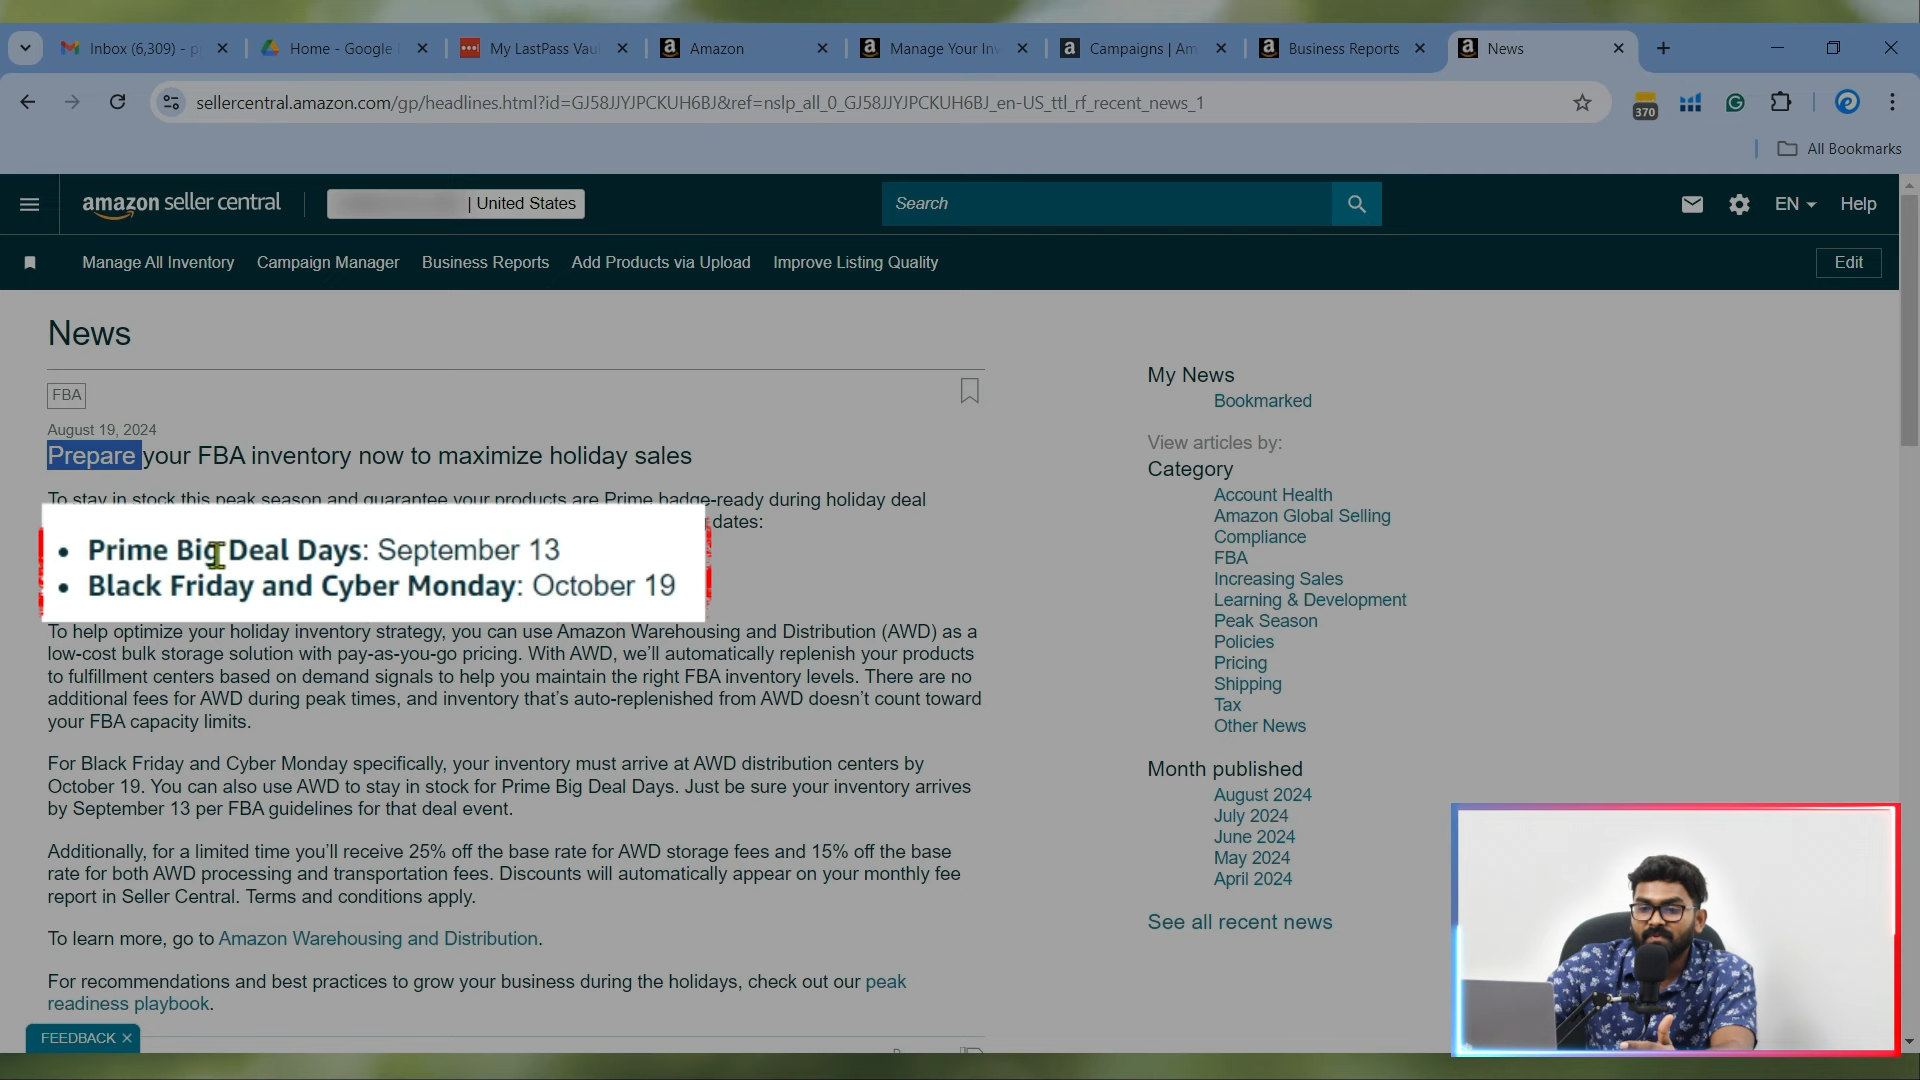 Inbox (6,309) - p
Home - Google
My LastPass Vau
Amazon
Manage Your In
Campaigns | Am
Business Reports
News
sellercentral.amazon.com/gp/headlines.html?id=GJ58JJYJPCKUH6BJ&ref=nslp_all_0_GJ58JJYJPCKUH6BJ_en-US_ttl_rf_recent_news_1
370
All Bookmarks
amazon seller central
| United States
Search
EN
Help
Manage All Inventory
Campaign Manager
Business Reports
Add Products via Upload
Improve Listing Quality
Edit
News
FBA
August 19, 2024
Prepare your FBA inventory now to maximize holiday sales
To stay in stock this peak season and guarantee your products are Prime badge-ready during holiday deal
dates:
• Prime Big Deal Days: September 13
• Black Friday and Cyber Monday: October 19
To help optimize your holiday inventory strategy, you can use Amazon Warehousing and Distribution (AWD) as a
low-cost bulk storage solution with pay-as-you-go pricing. With AWD, we'll automatically replenish your products
to fulfillment centers based on demand signals to help you maintain the right FBA inventory levels. There are no
additional fees for AWD during peak times, and inventory that's auto-replenished from AWD doesn't count toward
your FBA capacity limits.
For Black Friday and Cyber Monday specifically, your inventory must arrive at AWD distribution centers by
October 19. You can also use AWD to stay in stock for Prime Big Deal Days. Just be sure your inventory arrives
by September 13 per FBA guidelines for that deal event.
Additionally, for a limited time you'll receive 25% off the base rate for AWD storage fees and 15% off the base
rate for both AWD processing and transportation fees. Discounts will automatically appear on your monthly fee
report in Seller Central. Terms and conditions apply.
To learn more, go to Amazon Warehousing and Distribution.
For recommendations and best practices to grow your business during the holidays, check out our peak
readiness playbook.
FEEDBACK ×
My News
Bookmarked
View articles by:
Category
Account Health
Amazon Global Selling
Compliance
FBA
Increasing Sales
Learning & Development
Peak Season
Policies
Pricing
Shipping
Tax
Other News
Month published
August 2024
July 2024
June 2024
May 2024
April 2024
See all recent news